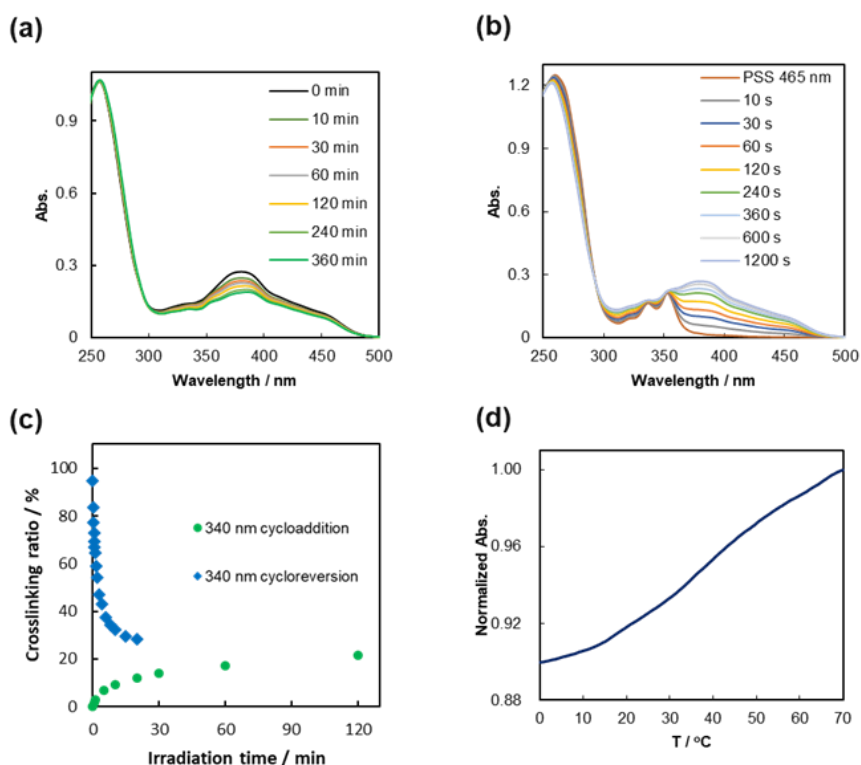 (a)
0.9
0.6
0.3
0
Abs.
250 300 350 400 450 500
Wavelength / nm
0 min
10 min
30 min
60 min
120 min
240 min
360 min
(b)
1.2
0.9
0.6
0.3
0
Abs.
250 300 350 400 450 500
Wavelength / nm
PSS 465 nm
10 s
30 s
60 s
120 s
240 s
360 s
600 s
1200 s
(c)
100
80
60
40
20
0
Crosslinking ratio / %
0 30 60 90 120
Irradiation time / min
340 nm cycloaddition
340 nm cycloreversion
(d)
1.00
0.96
0.92
0.88
Normalized Abs.
0 10 20 30 40 50 60 70
T / °C